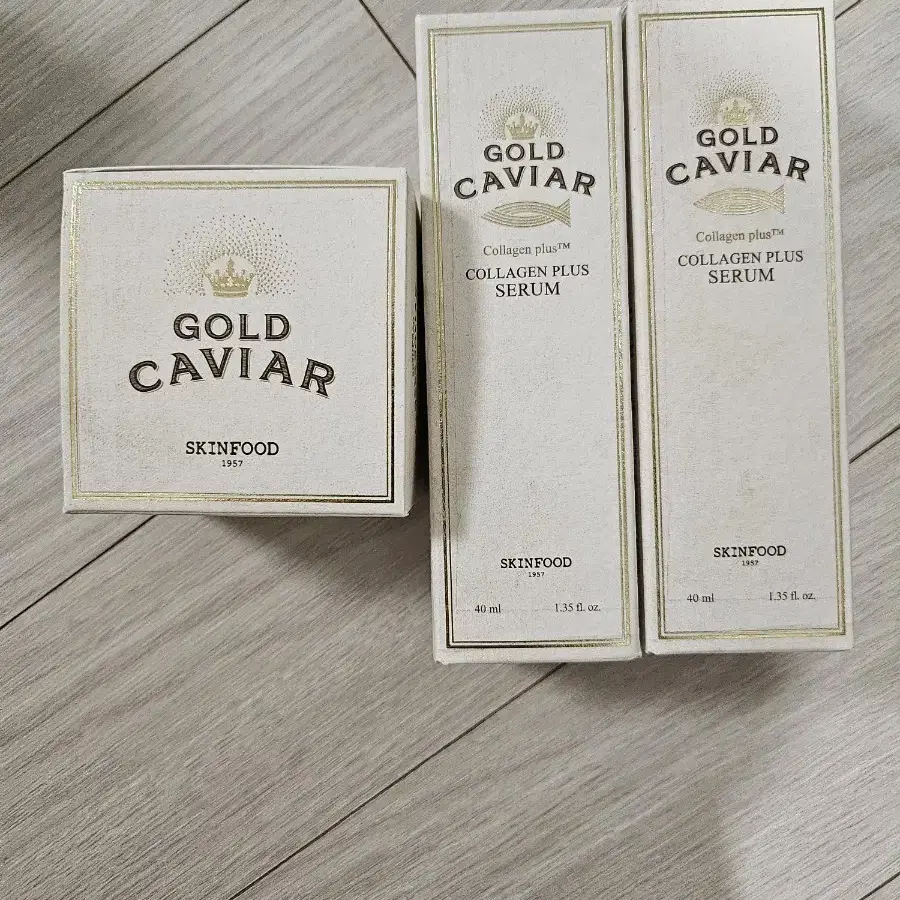 GOLD
CAVIAR
SKINFOOD
1957
GOLD
CAVIAR
Collagen plus™
COLLAGEN PLUS
SERUM
SKINFOOD
1957
40 ml 1.35 fl. oz.
GOLD
CAVIAR
Collagen plus™
COLLAGEN PLUS
SERUM
SKINFOOD
1957
40 ml 1.35 fl. oz.